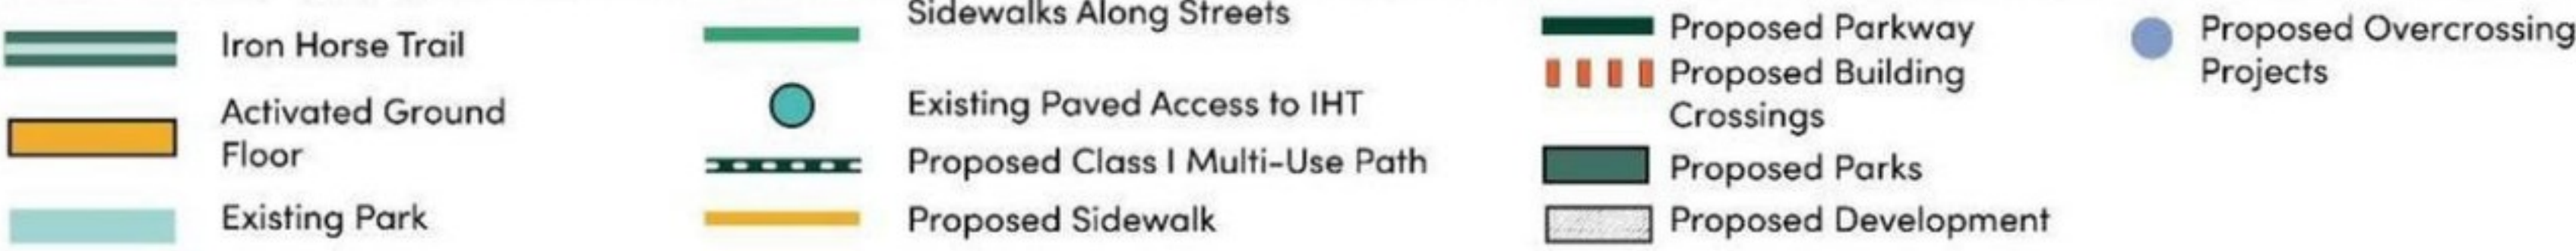 Iron Horse Trail
Activated Ground
Floor
Existing Park
Sidewalks Along Streets
Existing Paved Access to IHT
Proposed Class I Multi-Use Path
Proposed Sidewalk
Proposed Parkway
Proposed Building
Crossings
Proposed Parks
Proposed Development
Proposed Overcrossing
Projects